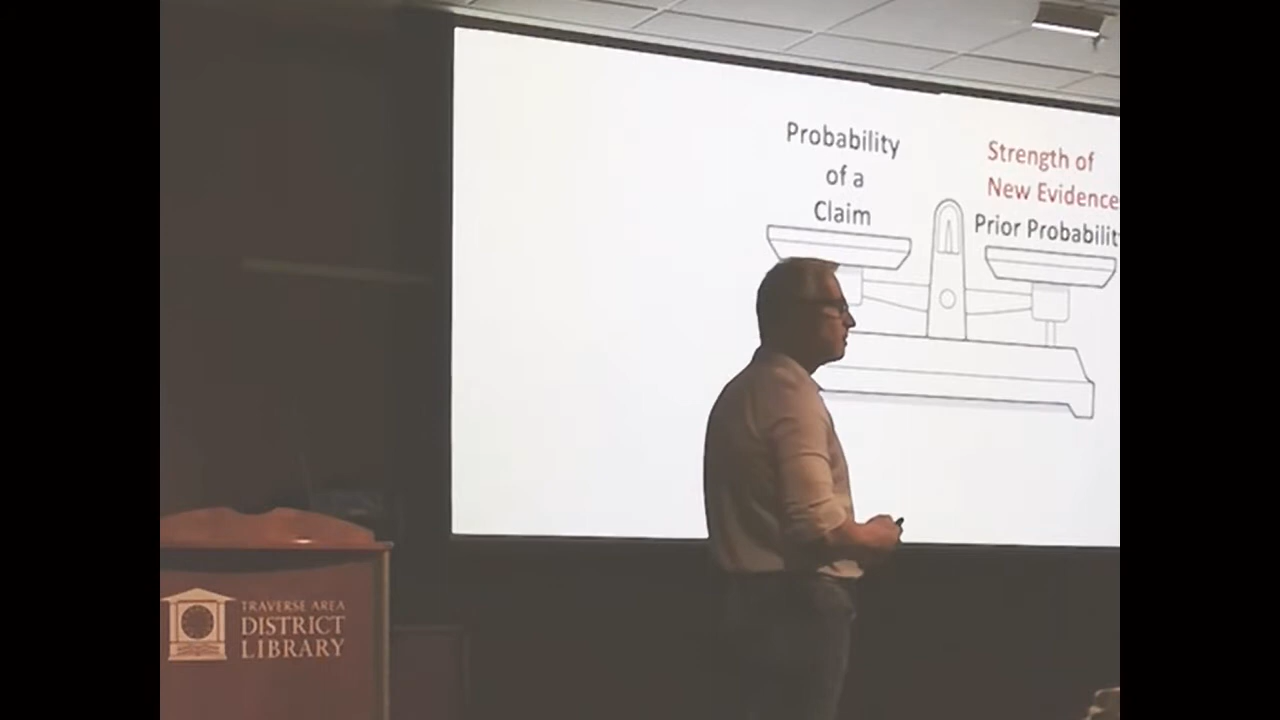 Probability
of a
Claim
Strength of
New Evidence
Prior Probabilit
TRAVERSE AREA
DISTRICT
LIBRARY